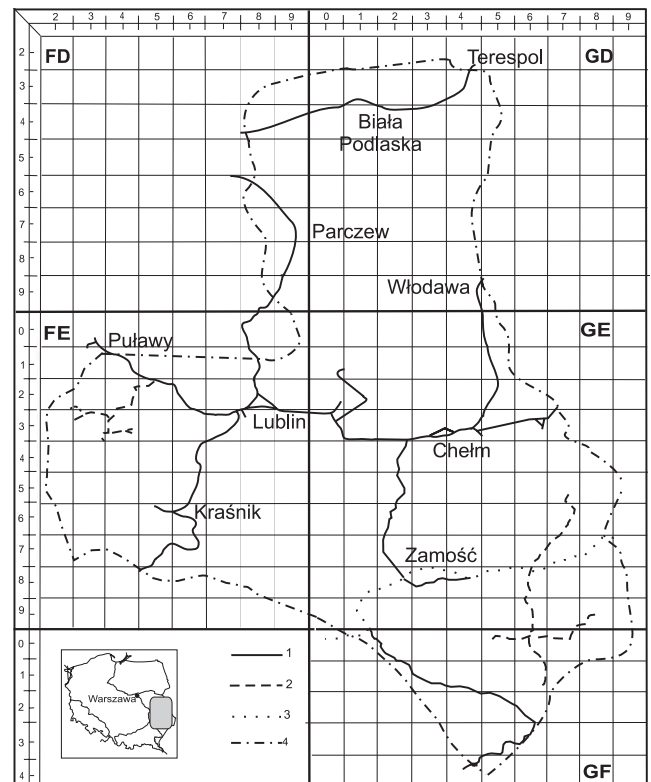 2 3 4 5 6 7 8 9 0 1 2 3 4 5 6 7 8 9
FD GD
2
Terespol
3
Biała
4
Podlaska
5
6
7
Parczew
8
9
Włodawa
FE GE
0
Puławy
1
2
Lublin
3
Chełm
4
5
Kraśnik
6
7
Zamość
8
9
0
1
1
2
Warszawa
2
3
3
4
4
GF